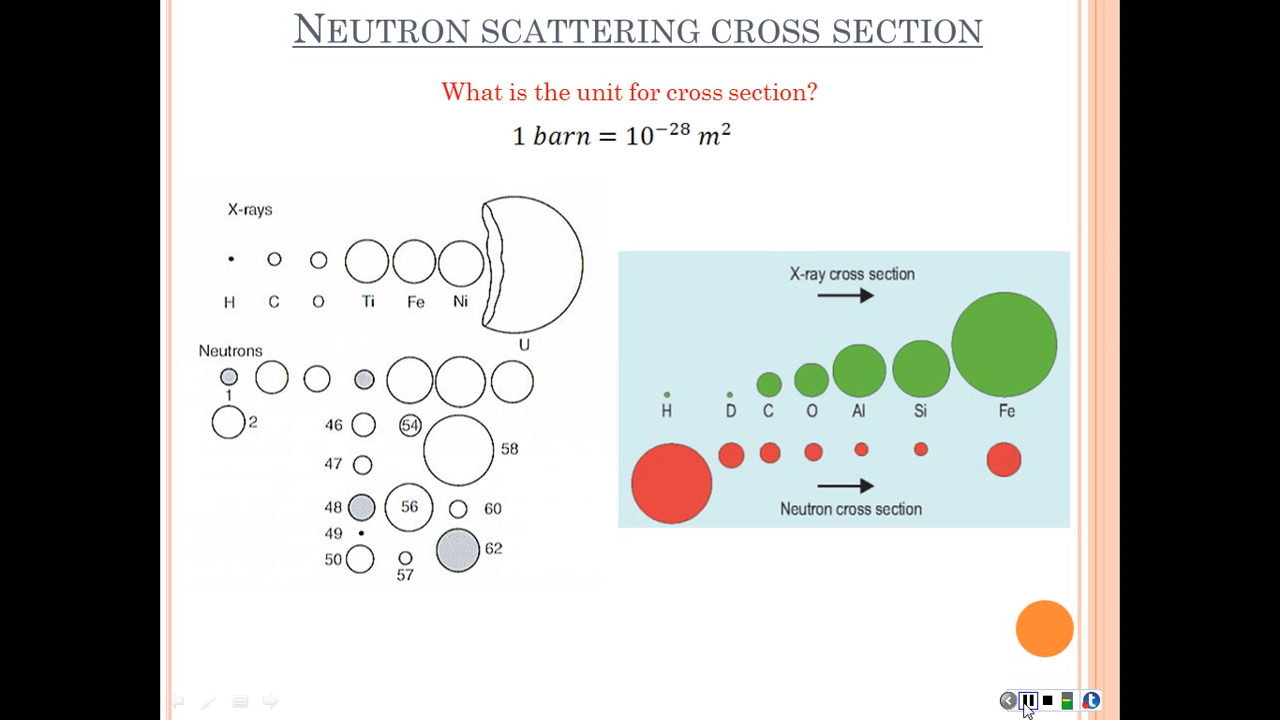 NEUTRON SCATTERING CROSS SECTION
What is the unit for cross section?
1 barn = 10⁻²⁸ m²
X-rays
H C O Ti Fe Ni
U
Neutrons
1
2
46 54
58
47
48 56 60
49
62
50
57
X-ray cross section
H D C O Al Si Fe
Neutron cross section